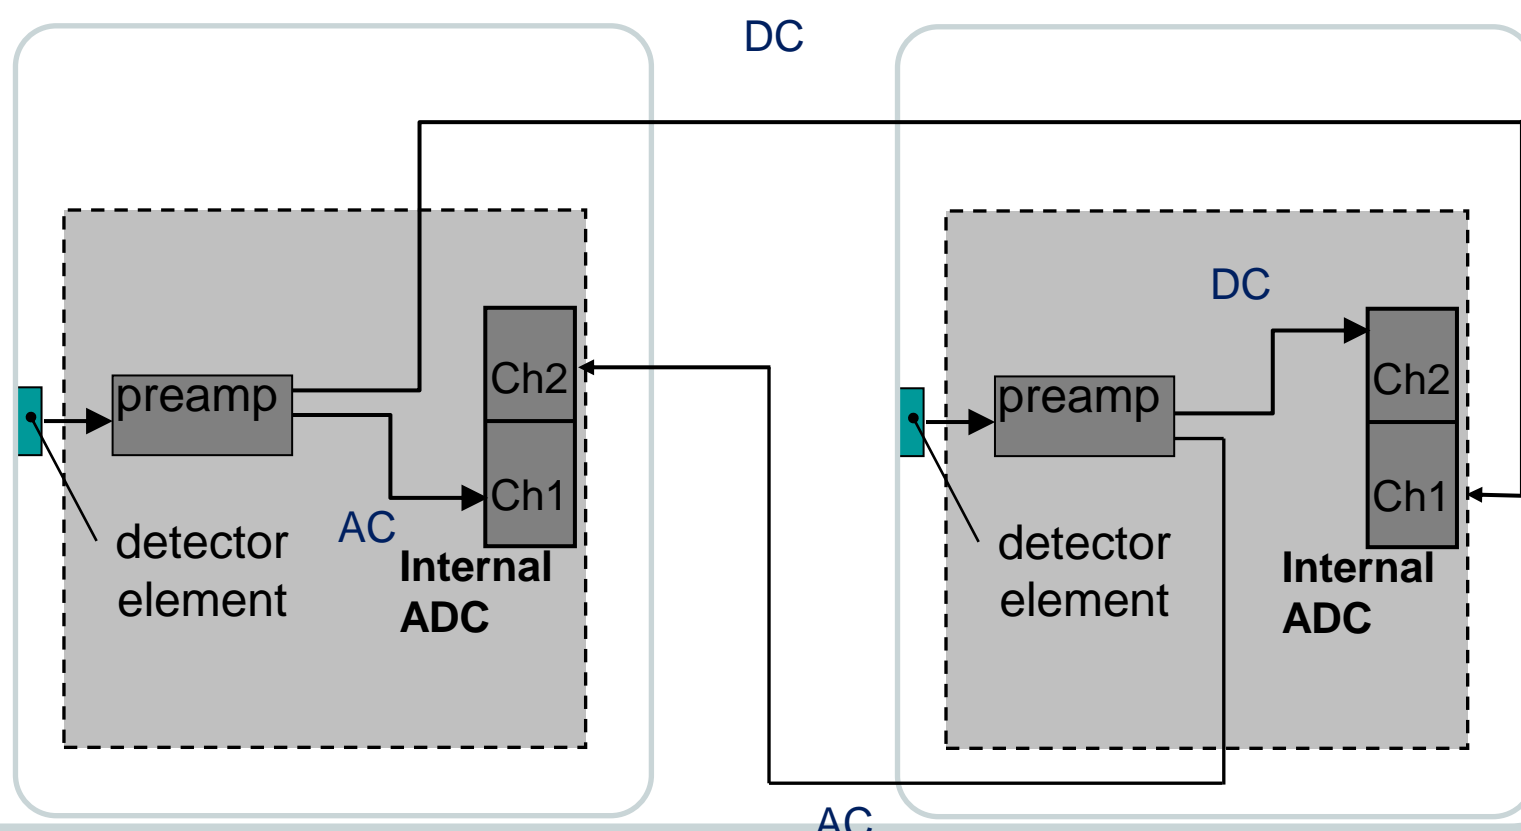 DC
DC
preamp
Ch2
Ch1
AC
detector
element
Internal
ADC
preamp
Ch2
Ch1
detector
element
Internal
ADC
AC